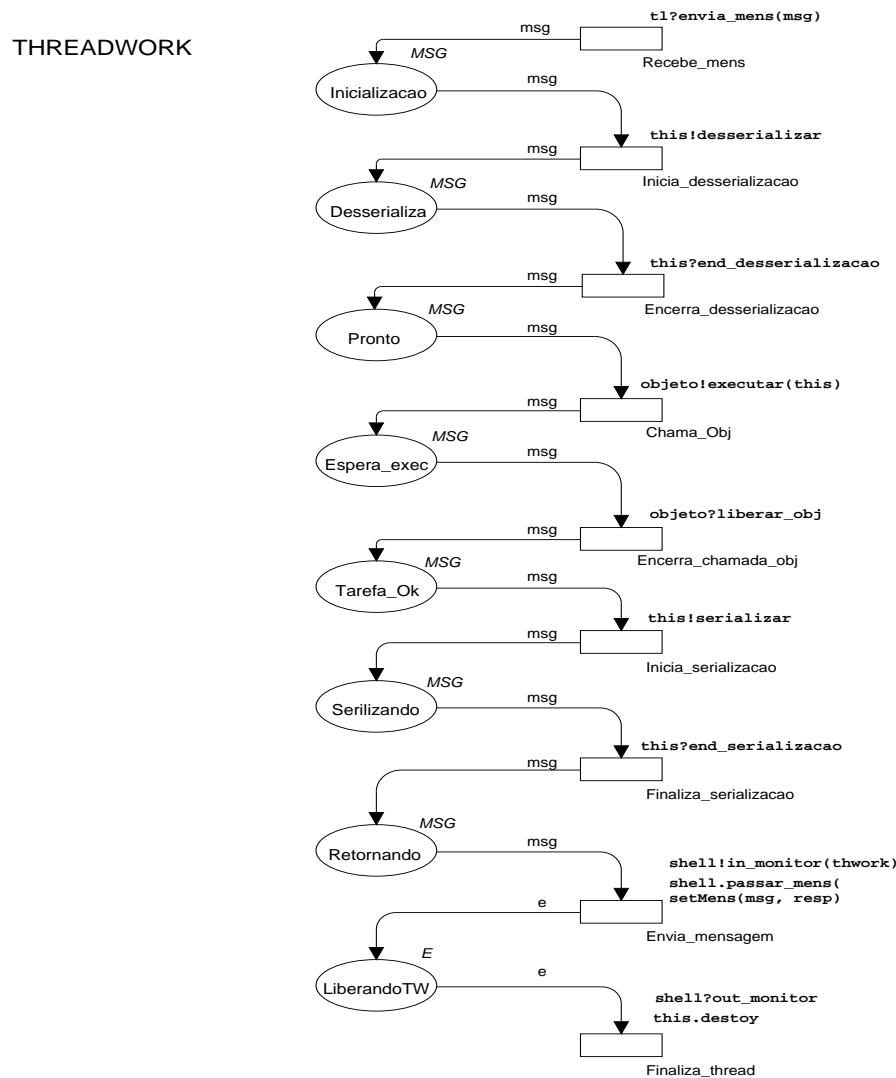 tl?envia_mens(msg)
THREADWORK
msg
MSG
Recebe_mens
Inicializacao
msg
this!desserializar
msg
MSG
Inicia_desserializacao
Desserializa
msg
this?end_desserializacao
msg
MSG
Encerra_desserializacao
Pronto
msg
objeto!executar(this)
msg
MSG
Chama_Obj
Espera_exec
msg
objeto?liberar_obj
msg
MSG
Encerra_chamada_obj
Tarefa_Ok
msg
this!serializar
msg
MSG
Inicia_serializacao
Serilizando
msg
this?end_serializacao
msg
MSG
Finaliza_serializacao
Retornando
msg
shell!in_monitor(thwork)
shell.passar_mens(
setMens(msg, resp)
e
E
Envia_mensagem
LiberandoTW
e
shell?out_monitor
this.destoy
Finaliza_thread